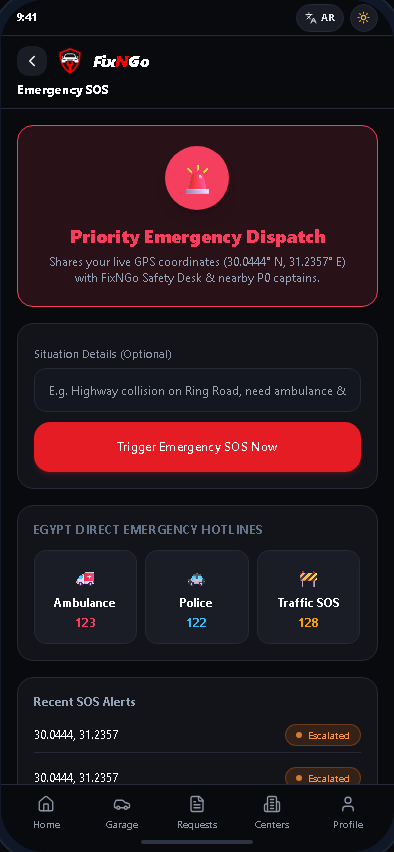 9:41
AR
FixNGo
Emergency SOS
Priority Emergency Dispatch
Shares your live GPS coordinates (30.0444° N, 31.2357° E)
with FixNGo Safety Desk & nearby P0 captains.
Situation Details (Optional)
E.g. Highway collision on Ring Road, need ambulance &
Trigger Emergency SOS Now
EGYPT DIRECT EMERGENCY HOTLINES
Ambulance Police Traffic SOS
123 122 128
Recent SOS Alerts
30.0444, 31.2357 Escalated
30.0444, 31.2357 Escalated
Home Garage Requests Centers Profile